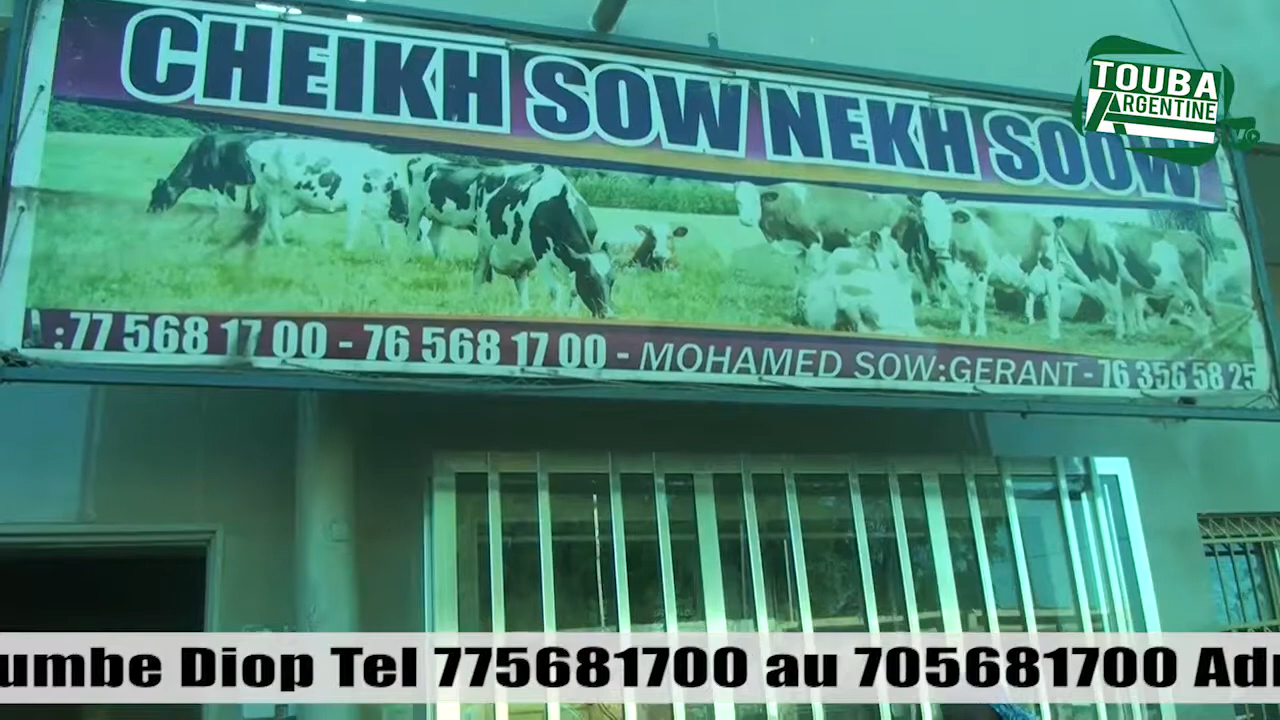 CHEIKH SOW NEKH SOOW
:77 568 17 00 - 76 568 17 00 - MOHAMED SOW:GERANT - 76 356 58 25
TOUBA
ARGENTINE
umbe Diop Tel 775681700 au 705681700 Adr